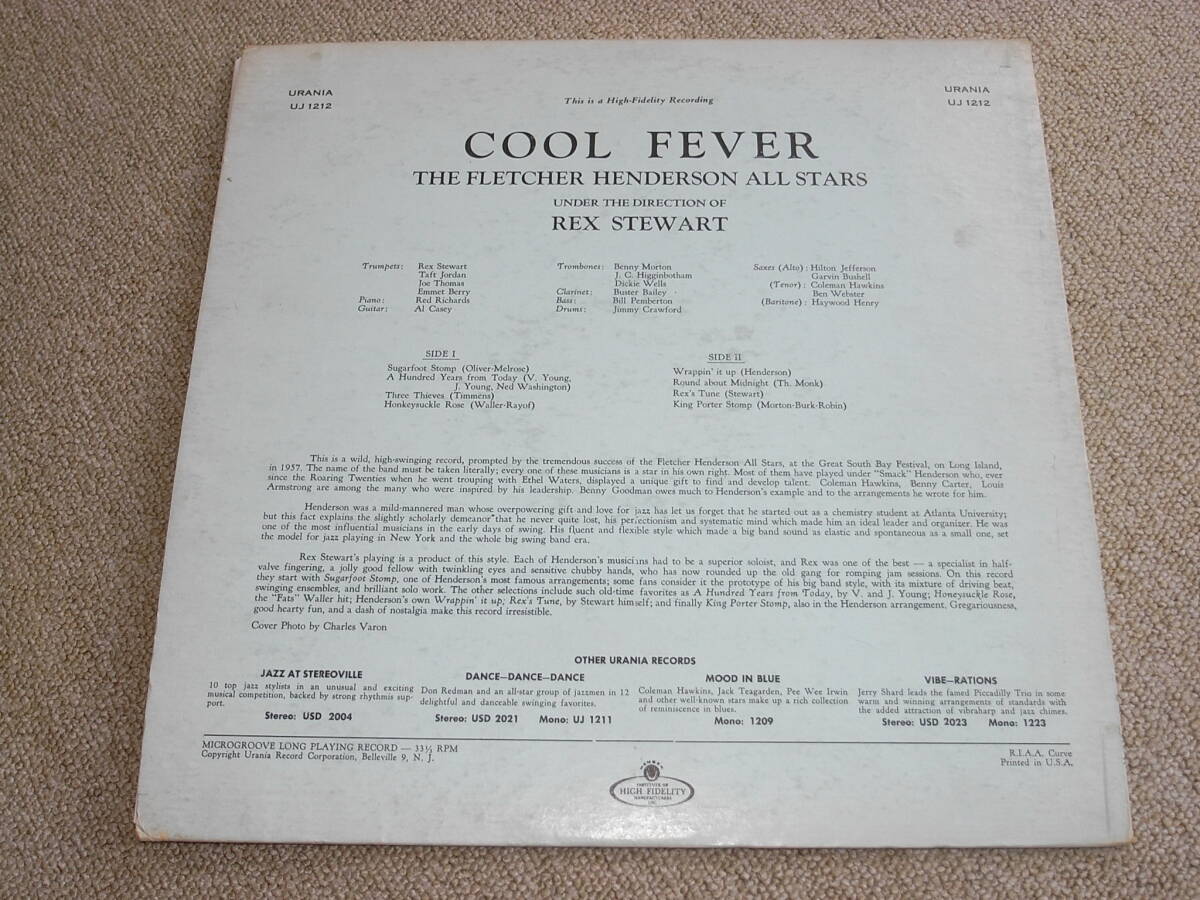 URANIA
UJ 1212
This is a High-Fidelity Recording
URANIA
UJ 1212
COOL FEVER
THE FLETCHER HENDERSON ALL STARS
UNDER THE DIRECTION OF
REX STEWART
Trumpets: Rex Stewart
Taft Jordan
Joe Thomas
Emmet Berry
Piano: Red Richards
Guitar: Al Casey
Trombones: Benny Morton
J. C. Higginbotham
Dickie Wells
Clarinet: Buster Bailey
Bass: Bill Pemberton
Drums: Jimmy Crawford
Saxes (Alto): Hilton Jefferson
Garvin Bushell
(Tenor): Coleman Hawkins
Ben Webster
(Baritone): Haywood Henry
SIDE I
Sugarfoot Stomp (Oliver-Melrose)
A Hundred Years from Today (V. Young,
J. Young, Ned Washington)
Three Thieves (Timmens)
Honkeysuckle Rose (Waller-Rayof)
SIDE II
Wrappin' it up (Henderson)
Round about Midnight (Th. Monk)
Rex's Tune (Stewart)
King Porter Stomp (Morton-Burk-Robin)
This is a wild, high-swinging record, prompted by the tremendous success of the Fletcher Henderson All Stars, at the Great South Bay Festival, on Long Island,
in 1957. The name of the band must be taken literally; every one of these musicians is a star in his own right. Most of them have played under "Smack" Henderson who, ever
since the Roaring Twenties when he went trouping with Ethel Waters, displayed a unique gift to find and develop talent. Coleman Hawkins, Benny Carter, Louis
Armstrong are among the many who were inspired by his leadership. Benny Goodman owes much to Henderson's example and to the arrangements he wrote for him.
Henderson was a mild-mannered man whose overpowering gift and love for jazz has let us forget that he started out as a chemistry student at Atlanta University;
but this fact explains the slightly scholarly demeanor that he never quite lost, his perfectionism and systematic mind which made him an ideal leader and organizer. He was
one of the most influential musicians in the early days of swing. His fluent and flexible style which made a big band sound as elastic and spontaneous as a small one, set
the model for jazz playing in New York and the whole big swing band era.
Rex Stewart's playing is a product of this style. Each of Henderson's musicians had to be a superior soloist, and Rex was one of the best — a specialist in half-
valve fingering, a jolly good fellow with twinkling eyes and sensitive chubby hands, who has now rounded up the old gang for romping jam sessions. On this record
they start with Sugarfoot Stomp, one of Henderson's most famous arrangements; some fans consider it the prototype of his big band style, with its mixture of driving beat,
swinging ensembles, and brilliant solo work. The other selections include such old-time favorites as A Hundred Years from Today, by V. and J. Young; Honeysuckle Rose,
the "Fats" Waller hit; Henderson's own Wrappin' it up; Rex's Tune, by Stewart himself; and finally King Porter Stomp, also in the Henderson arrangement. Gregariousness,
good hearty fun, and a dash of nostalgia make this record irresistible.
Cover Photo by Charles Varon
OTHER URANIA RECORDS
JAZZ AT STEREOVILLE
10 top jazz stylists in an unusual and exciting
musical competition, backed by strong rhythmis sup-
port.
Stereo: USD 2004
DANCE—DANCE—DANCE
Don Redman and an all-star group of jazzmen in 12
delightful and danceable swinging favorites.
Stereo: USD 2021 Mono: UJ 1211
MOOD IN BLUE
Coleman Hawkins, Jack Teagarden, Pee Wee Irwin
and other well-known stars make up a rich collection
of reminiscence in blues.
Mono: 1209
VIBE—RATIONS
Jerry Shard leads the famed Piccadilly Trio in some
warm and winning arrangements of standards with
the added attraction of vibraharp and jazz chimes.
Stereo: USD 2023 Mono: 1223
MICROGROOVE LONG PLAYING RECORD — 33⅓ RPM
Copyright Urania Record Corporation, Belleville 9, N. J.
R.I.A.A. Curve
Printed in U.S.A.
MEMBER
INSTITUTE OF
HIGH FIDELITY
MANUFACTURERS
INC.